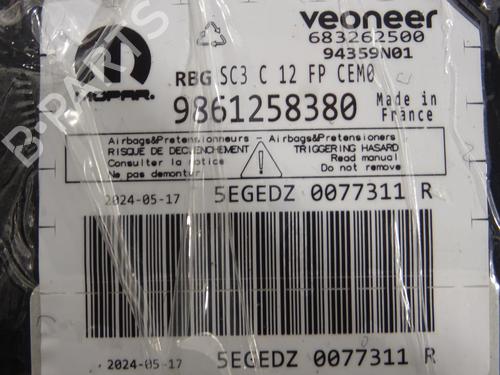 veoneer
683262500
94359N01
MOPAR.
RBG SC3 C 12 FP CEM0
9861258380
Made in
France
Airbags&Pretensionneurs - Airbags&Pretensioners
RISQUE DE DECLENCHEMENT
TRIGGERING HAZARD
Consulter la notice
Read manual
Ne pas demonter
Do not remove
2024-05-17 5EGEDZ 0077311 R
2024-05-17 5EGEDZ 0077311 R
B-PARTS